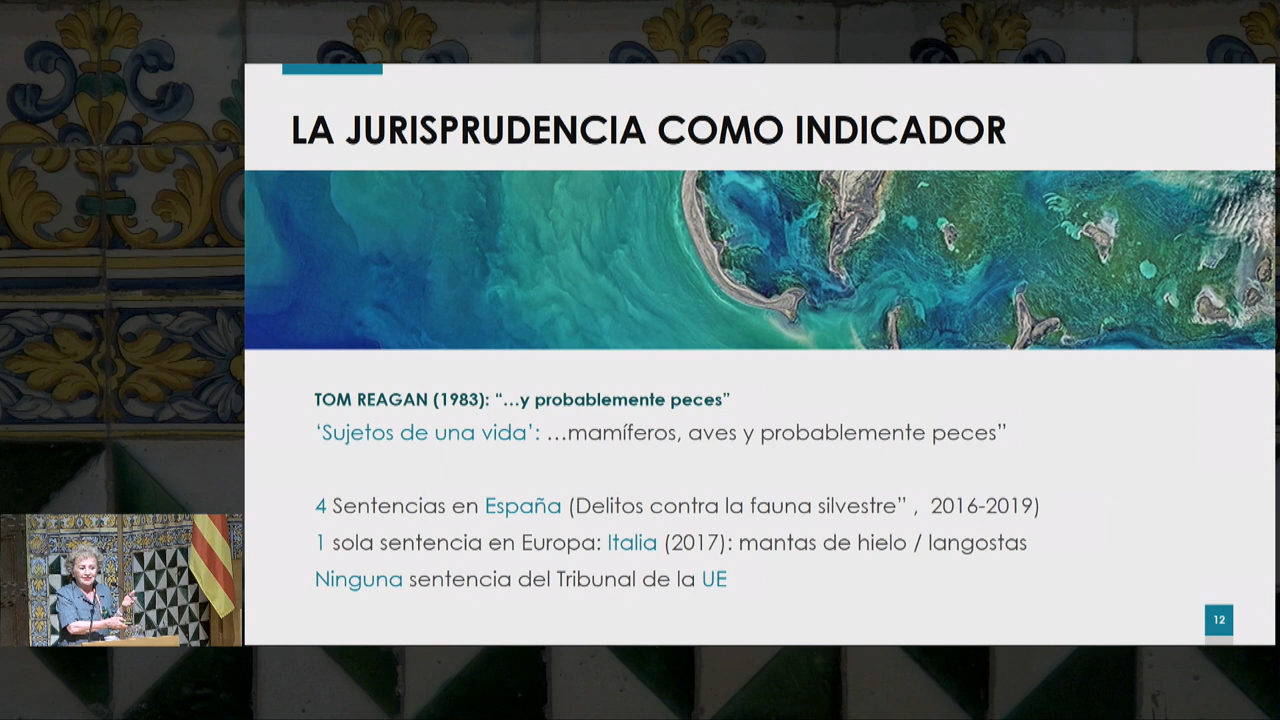 LA JURISPRUDENCIA COMO INDICADOR
TOM REAGAN (1983): “...y probablemente peces”
‘Sujetos de una vida’: ...mamíferos, aves y probablemente peces”
4 Sentencias en España (Delitos contra la fauna silvestre” , 2016-2019)
1 sola sentencia en Europa: Italia (2017): mantas de hielo / langostas
Ninguna sentencia del Tribunal de la UE
12